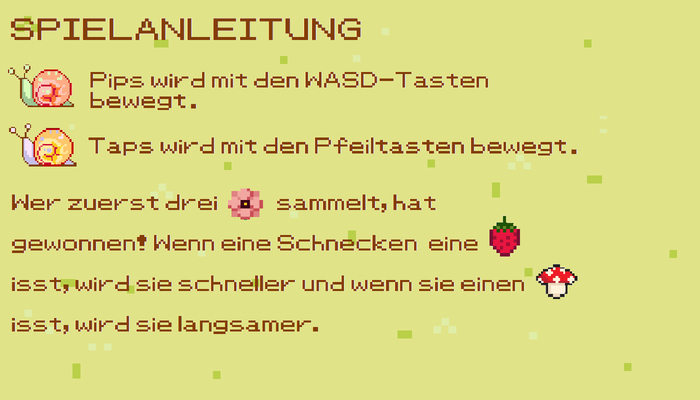 SPIELANLEITUNG
Pips wird mit den WASD-Tasten
bewegt.
Taps wird mit den Pfeiltasten bewegt.
Wer zuerst drei sammelt, hat
gewonnen! Wenn eine Schnecken eine
isst, wird sie schneller und wenn sie einen
isst, wird sie langsamer.